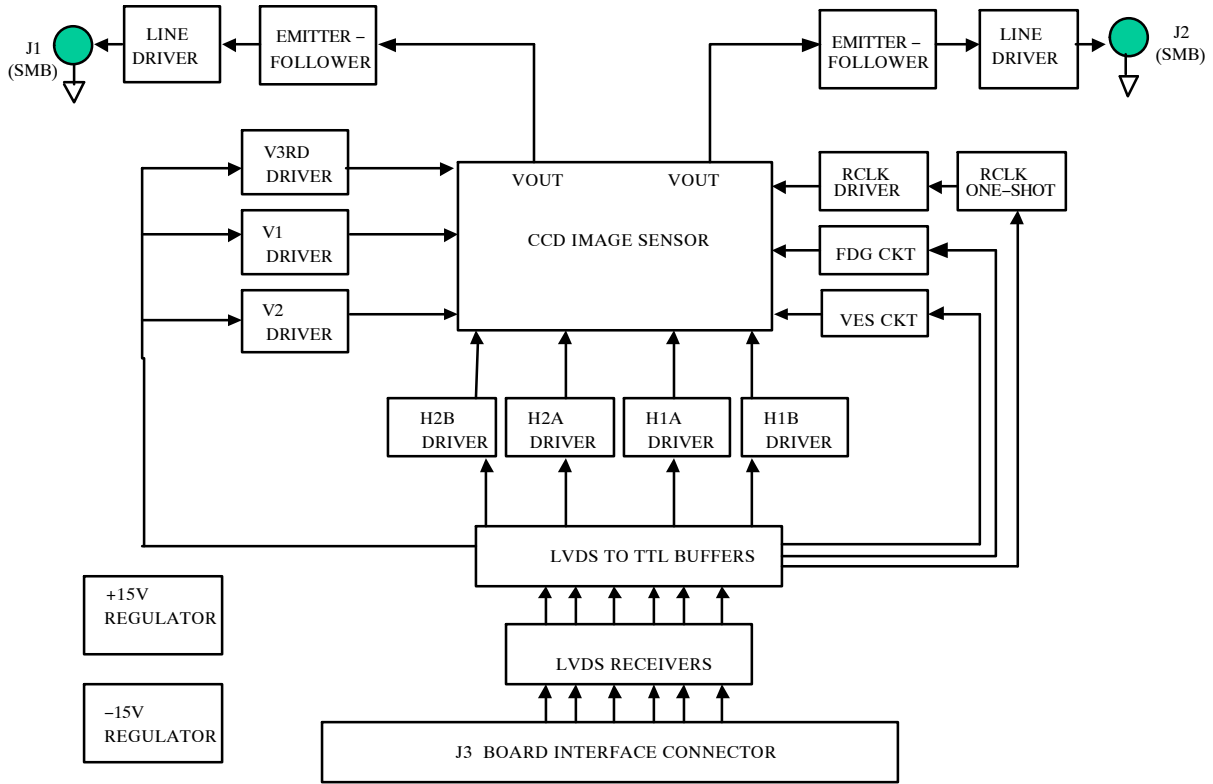 J1
(SMB)
LINE
DRIVER
EMITTER –
FOLLOWER
EMITTER –
FOLLOWER
LINE
DRIVER
J2
(SMB)
V3RD
DRIVER
V1
DRIVER
V2
DRIVER
VOUT
VOUT
CCD IMAGE SENSOR
RCLK
DRIVER
RCLK
ONE–SHOT
FDG CKT
VES CKT
H2B
DRIVER
H2A
DRIVER
H1A
DRIVER
H1B
DRIVER
LVDS TO TTL BUFFERS
+15V
REGULATOR
LVDS RECEIVERS
–15V
REGULATOR
J3 BOARD INTERFACE CONNECTOR